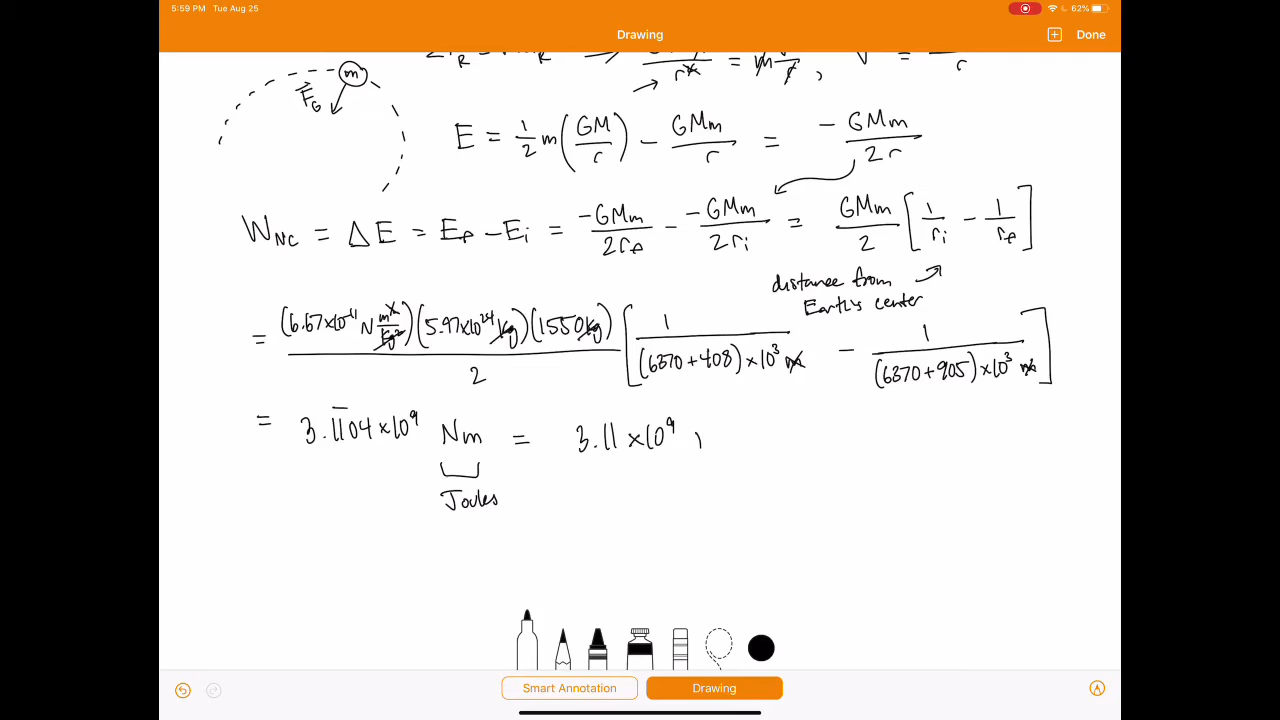 5:59 PM Tue Aug 25 62%
Drawing Done
r² = m v²/r , V = r
m
F_G
E = 1/2 m (GM/r) − GMm/r = −GMm/2r
W_NC = ΔE = E_f − E_i = −GMm/2r_f − −GMm/2r_i = GMm/2 [1/r_i − 1/r_f]
distance from
Earth's center
= (6.67×10⁻¹¹ N m²/kg²)(5.97×10²⁴ kg)(1550 kg)/2 [1/(6370+408)×10³ m − 1/(6370+905)×10³ m]
= 3.1104×10⁹ Nm = 3.11×10⁹
Joules
Smart Annotation Drawing